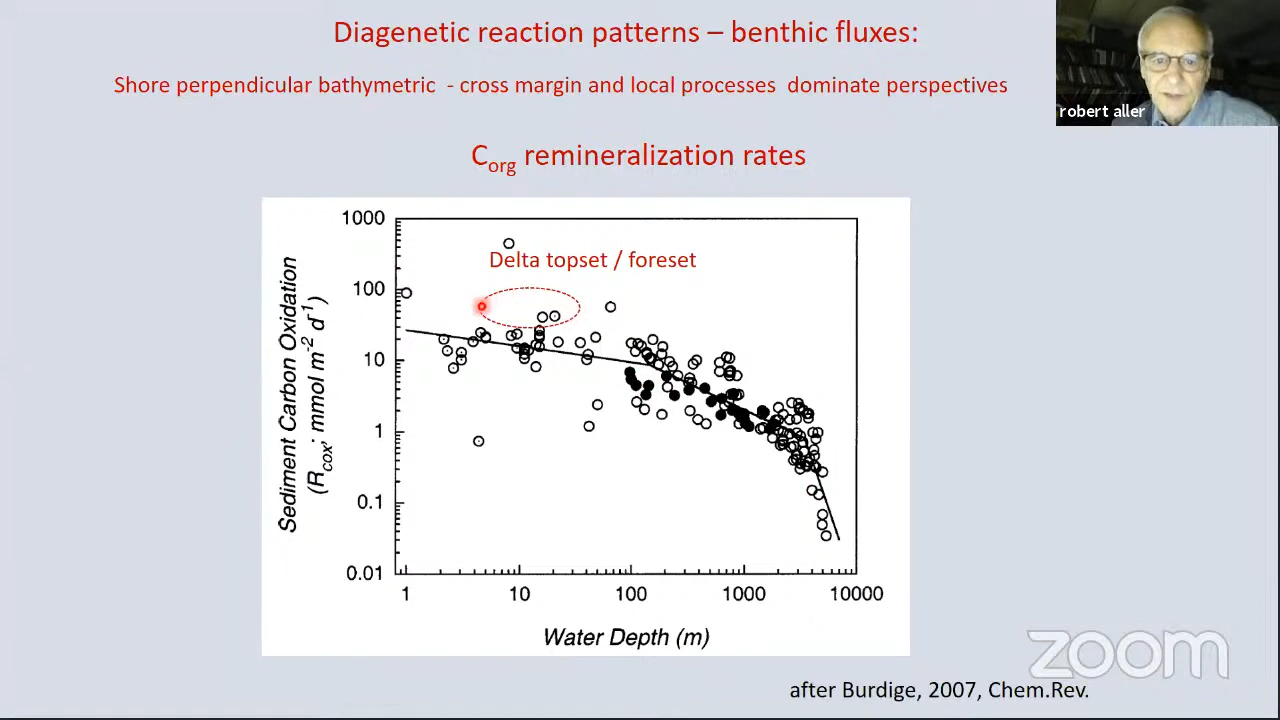 Diagenetic reaction patterns – benthic fluxes:
Shore perpendicular bathymetric - cross margin and local processes dominate perspectives
robert aller
Corg remineralization rates
1000
100
10
1
0.1
0.01
Sediment Carbon Oxidation
(Rcox; mmol m-2 d-1)
Delta topset / foreset
1 10 100 1000 10000
Water Depth (m)
zoom
after Burdige, 2007, Chem.Rev.